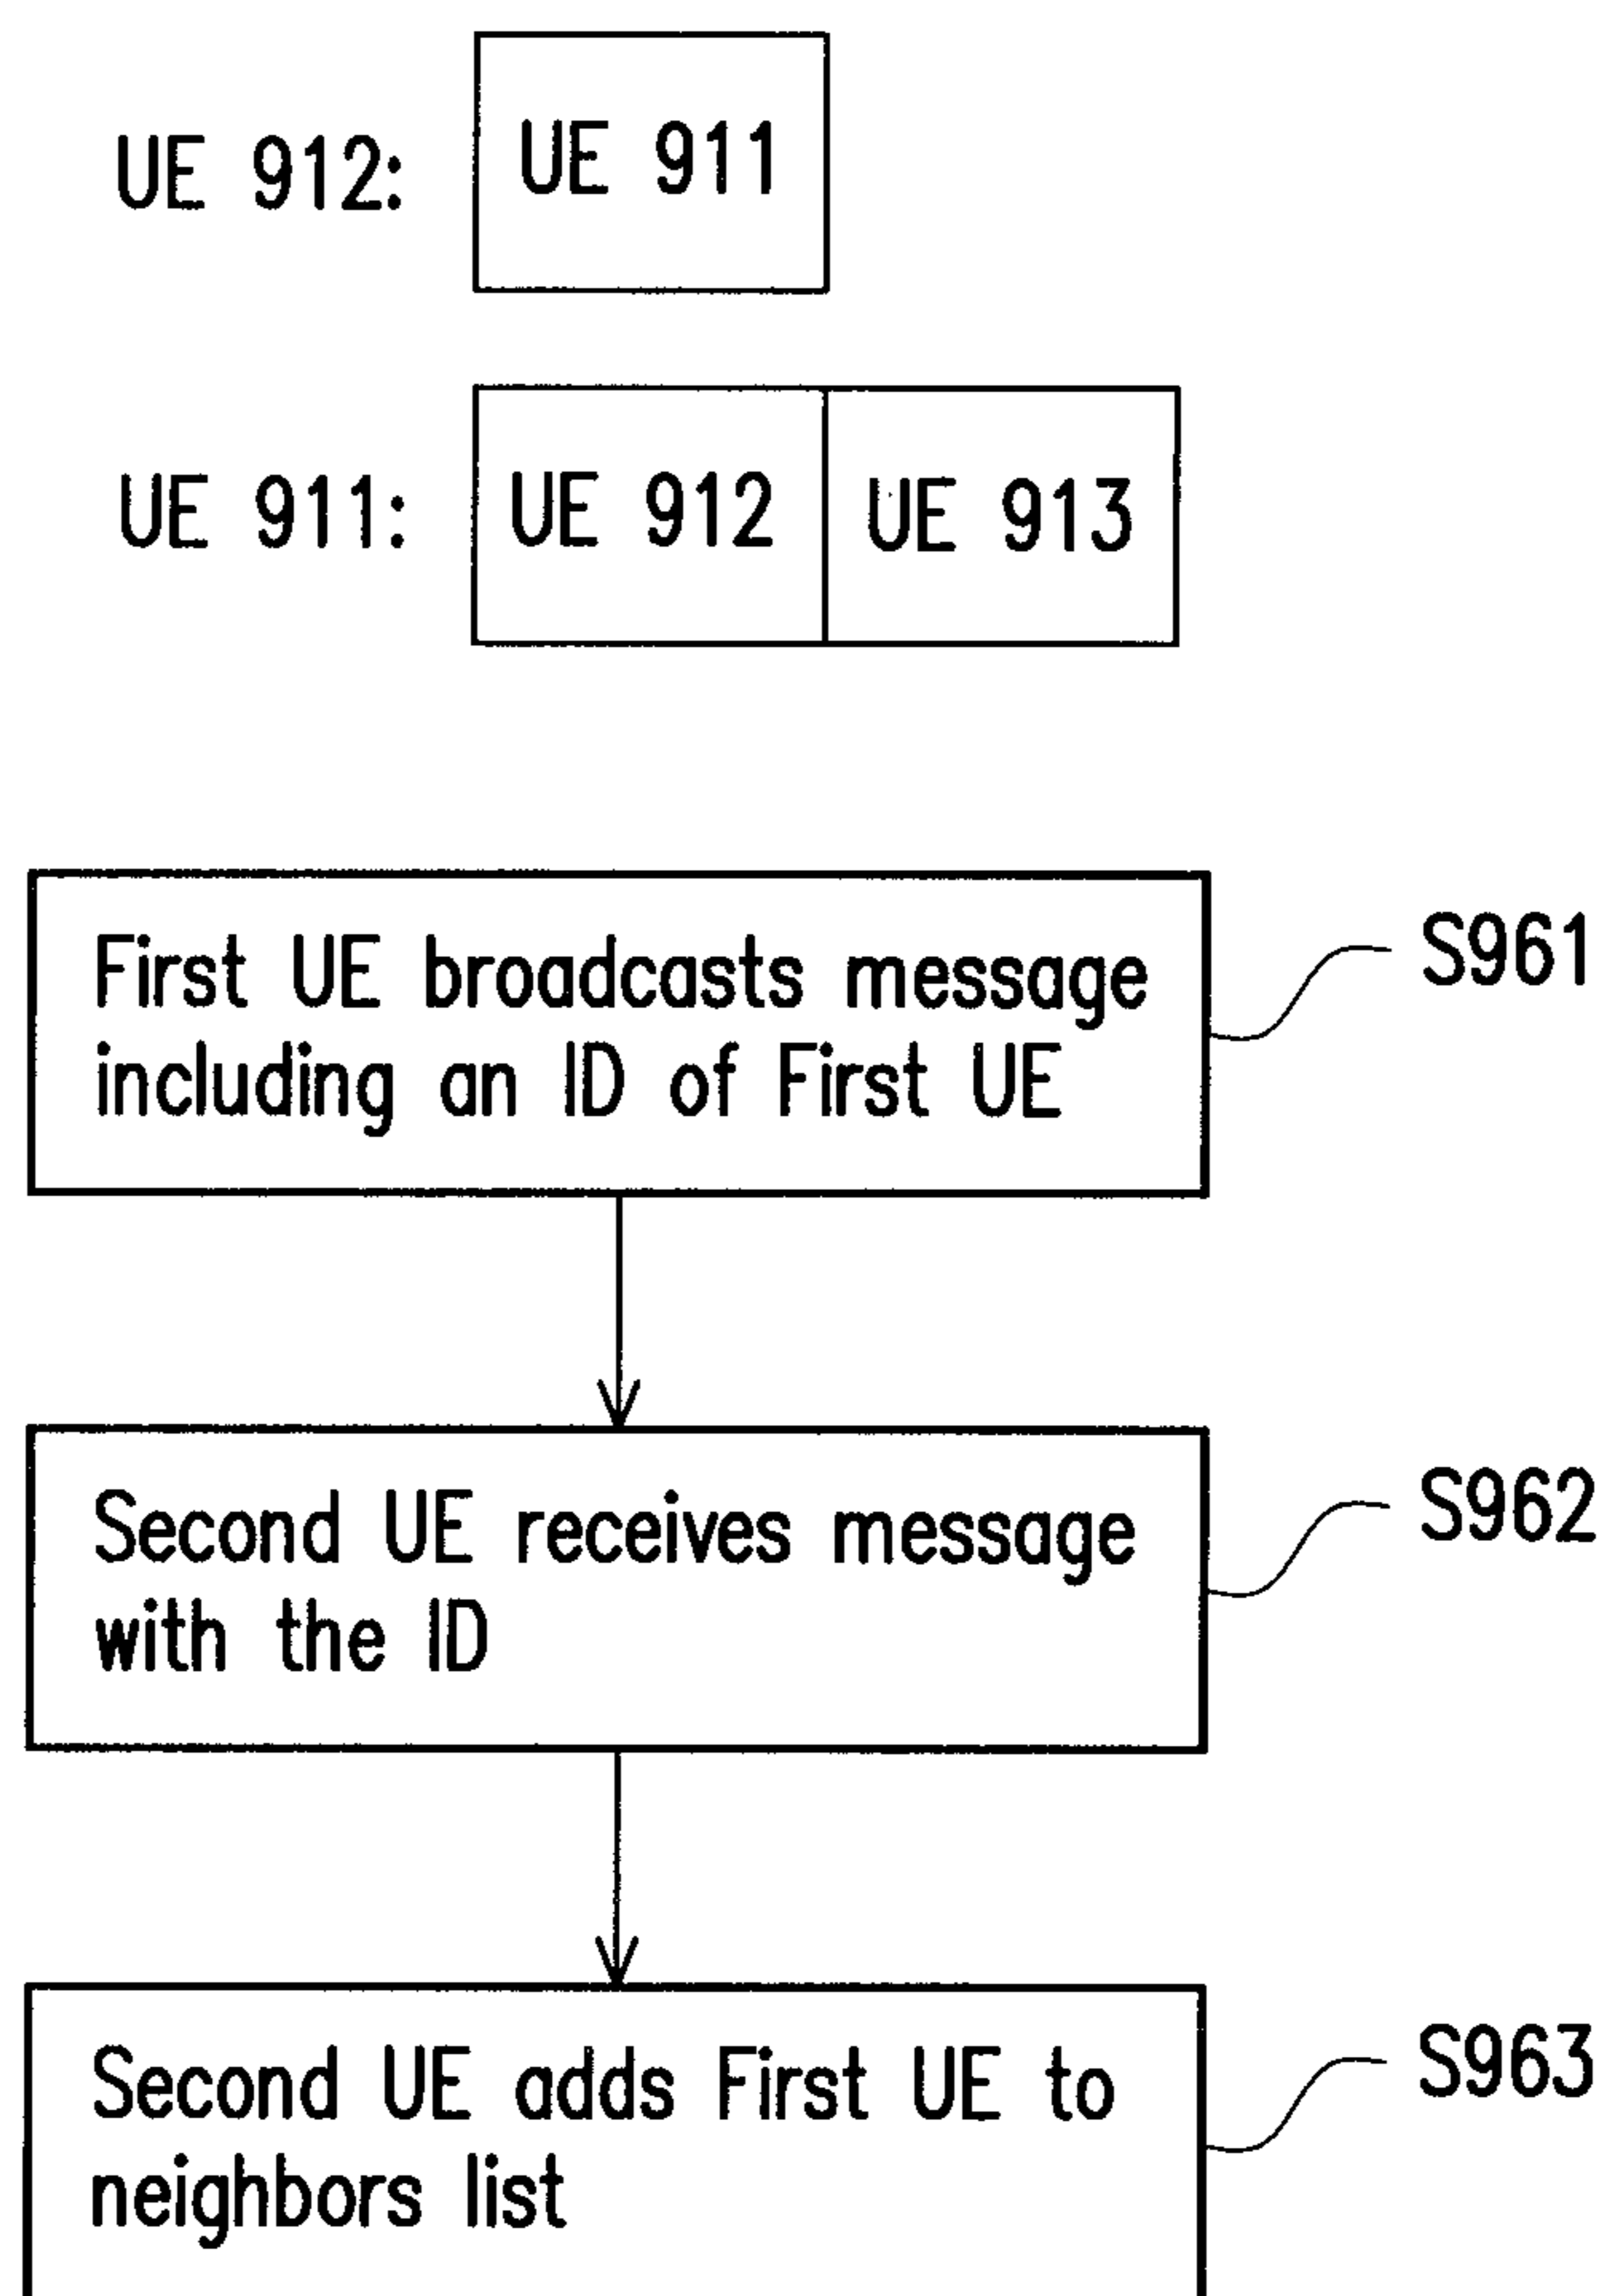 UE 912: UE 911
UE 911: UE 912 UE 913
First UE broadcasts message
including an ID of First UE
S961
Second UE receives message
with the ID
S962
Second UE adds First UE to
neighbors list
S963